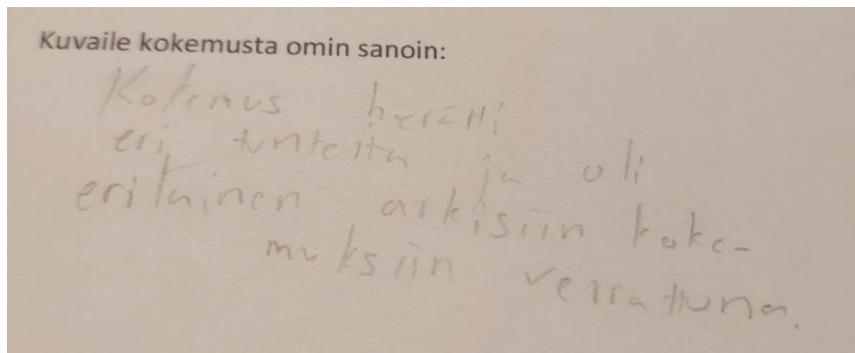 Kuvaile kokemusta omin sanoin:
Kokemus herätti
eri tunteita ja oli
erilainen arkisiin koke-
muksiin verrattuna.